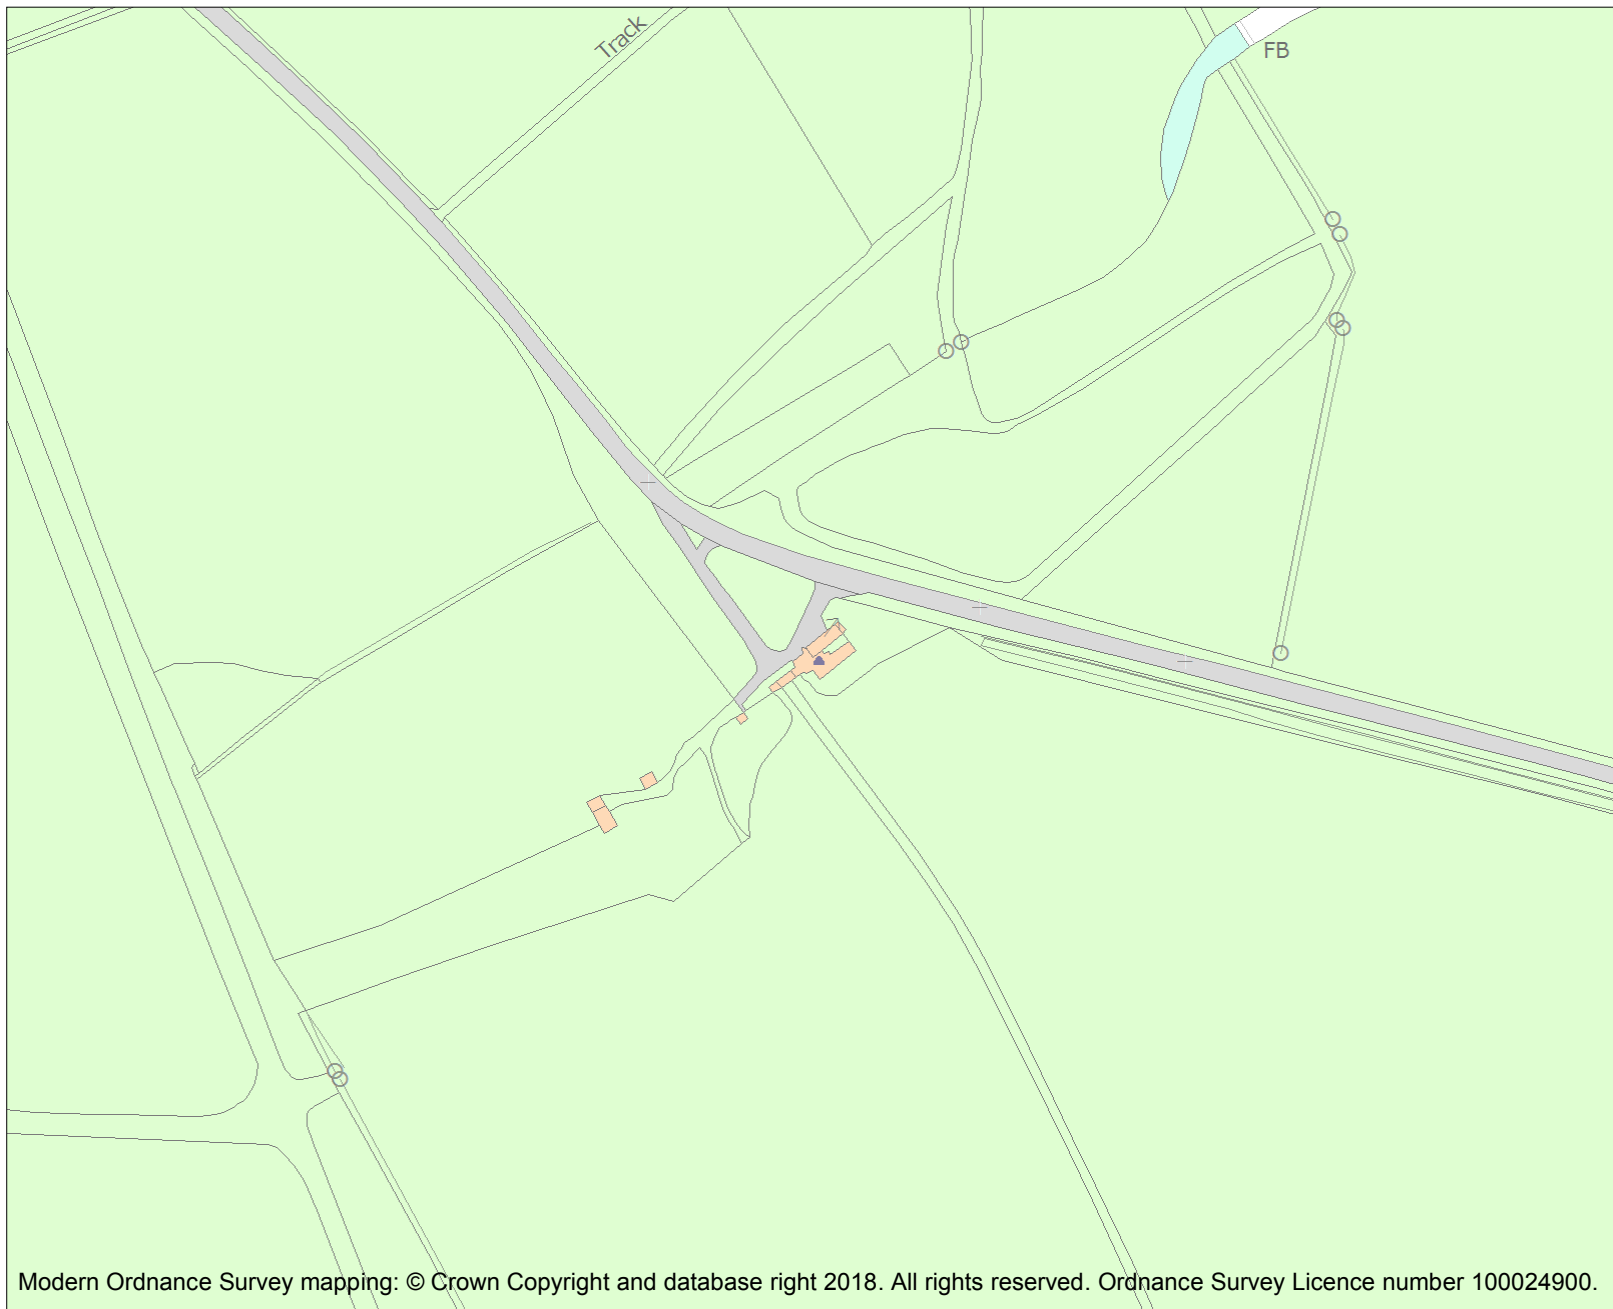 Track
FB
Modern Ordnance Survey mapping: © Crown Copyright and database right 2018. All rights reserved. Ordnance Survey Licence number 100024900.